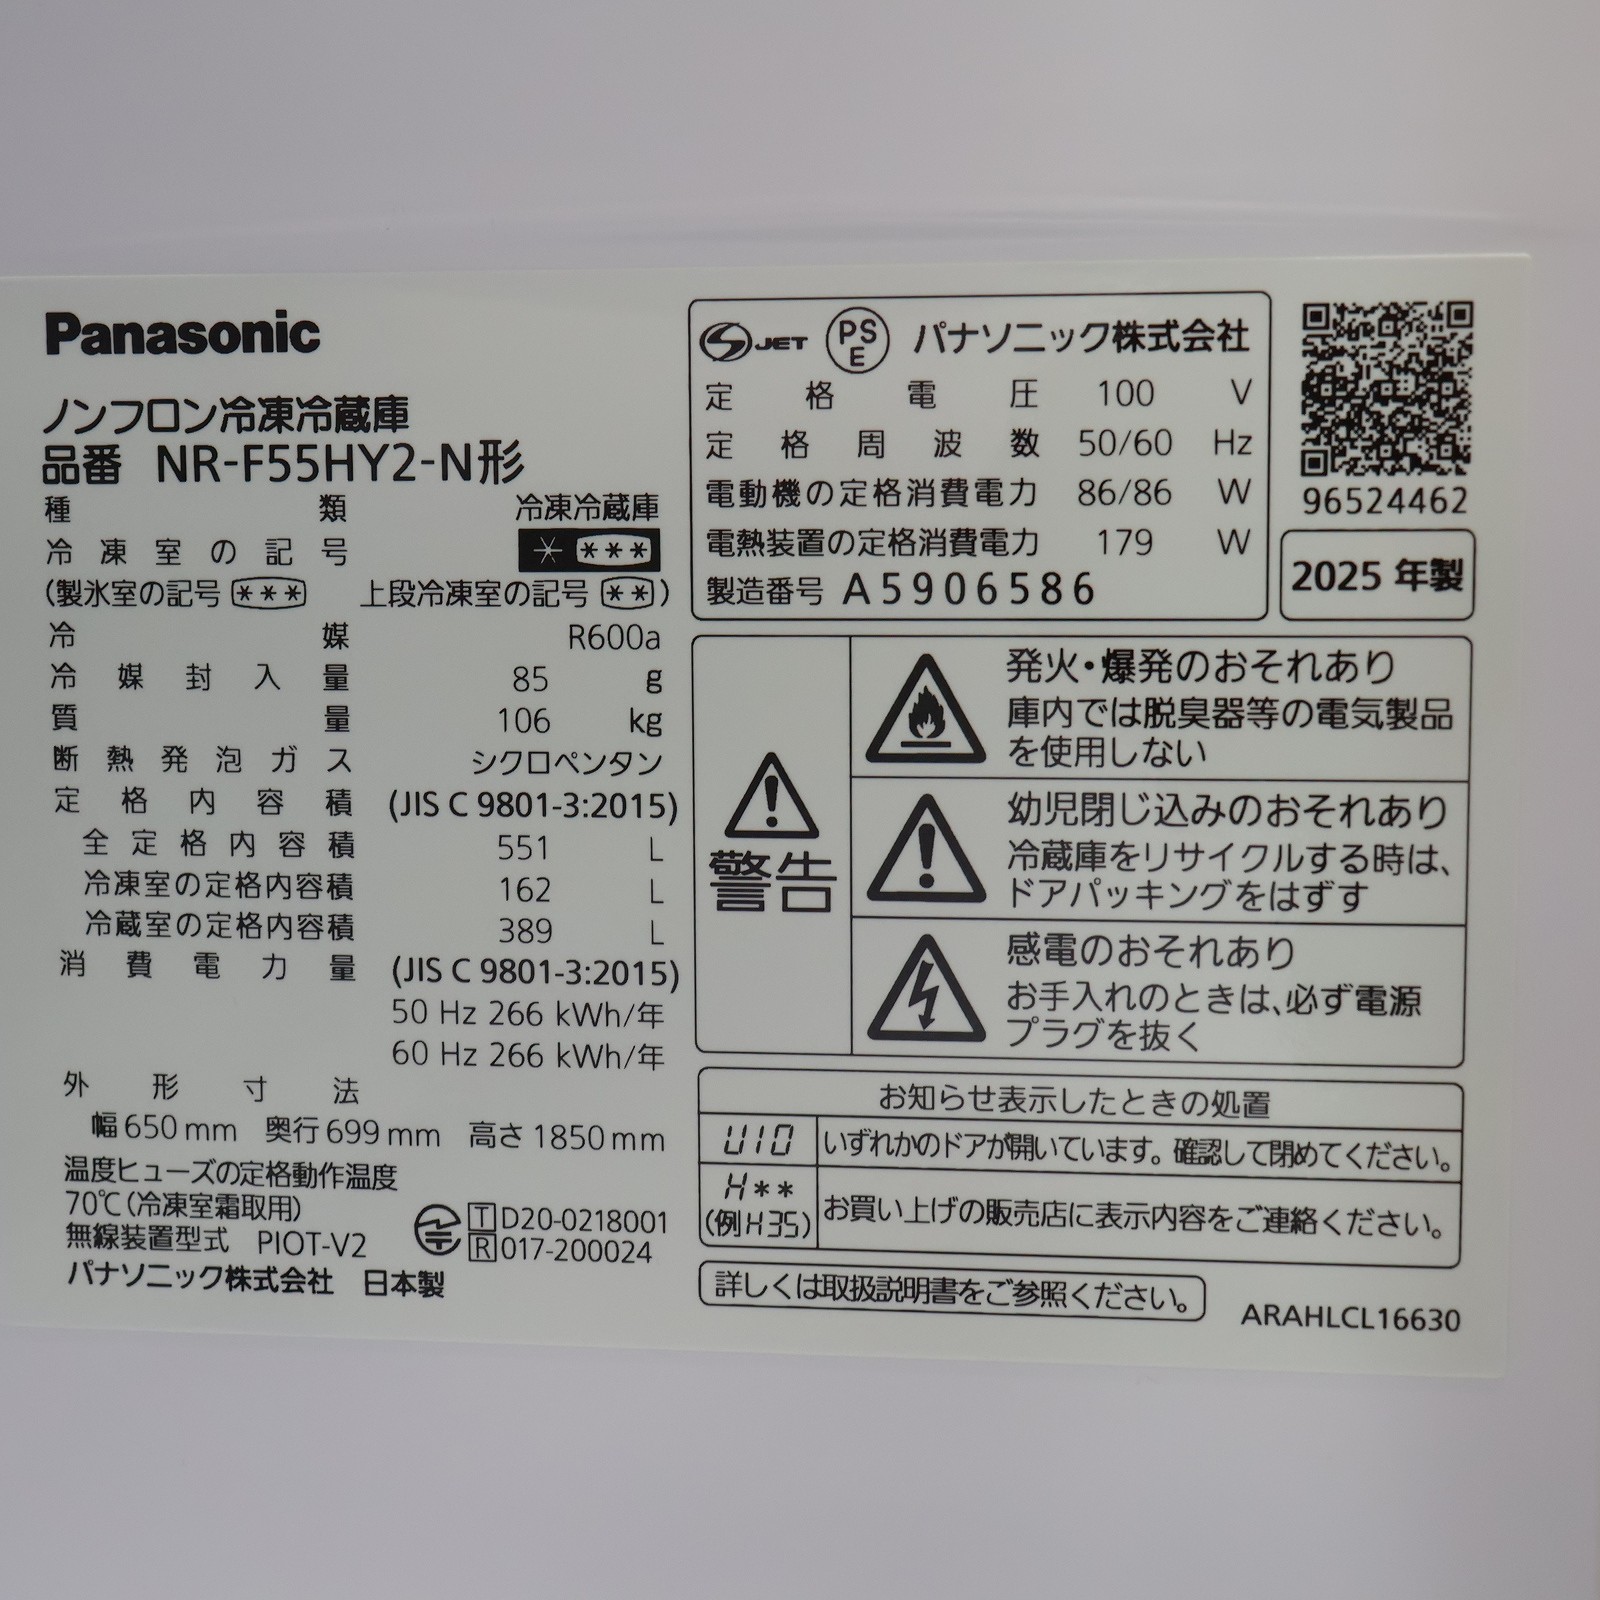 Panasonic
ノンフロン冷凍冷蔵庫
品番 NR-F55HY2-N形
種類 冷凍冷蔵庫
冷凍室の記号 * ***
(製氷室の記号 *** 上段冷凍室の記号 **)
冷媒 R600a
冷媒封入量 85 g
質量 106 kg
断熱発泡ガス シクロペンタン
定格内容積 (JIS C 9801-3:2015)
全定格内容積 551 L
冷凍室の定格内容積 162 L
冷蔵室の定格内容積 389 L
消費電力量 (JIS C 9801-3:2015)
50 Hz 266 kWh/年
60 Hz 266 kWh/年
外形寸法
幅 650 mm 奥行 699 mm 高さ 1850 mm
温度ヒューズの定格動作温度
70℃(冷凍室霜取用)
無線装置型式 PIOT-V2
T D20-0218001
R 017-200024
パナソニック株式会社 日本製
JET PSE パナソニック株式会社
定格電圧 100 V
定格周波数 50/60 Hz
電動機の定格消費電力 86/86 W
電熱装置の定格消費電力 179 W
製造番号 A5906586
96524462
2025 年製
警告
発火・爆発のおそれあり
庫内では脱臭器等の電気製品
を使用しない
幼児閉じ込みのおそれあり
冷蔵庫をリサイクルする時は、
ドアパッキングをはずす
感電のおそれあり
お手入れのときは、必ず電源
プラグを抜く
お知らせ表示したときの処置
U10 いずれかのドアが開いています。確認して閉めてください。
H** (例H35) お買い上げの販売店に表示内容をご連絡ください。
詳しくは取扱説明書をご参照ください。
ARAHLCL16630